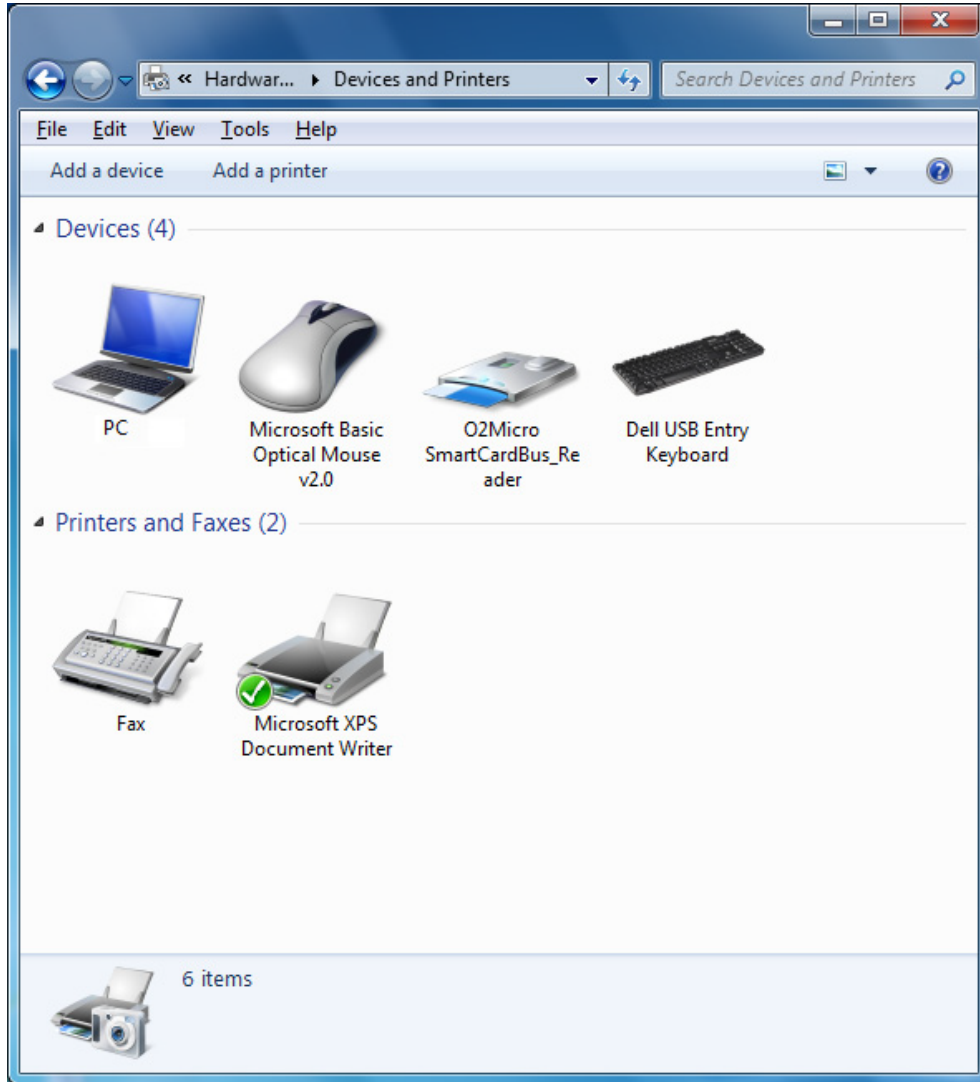 « Hardwar... ▸ Devices and Printers
Search Devices and Printers
File Edit View Tools Help
Add a device Add a printer
Devices (4)
PC
Microsoft Basic
Optical Mouse
v2.0
O2Micro
SmartCardBus_Re
ader
Dell USB Entry
Keyboard
Printers and Faxes (2)
Fax
Microsoft XPS
Document Writer
6 items